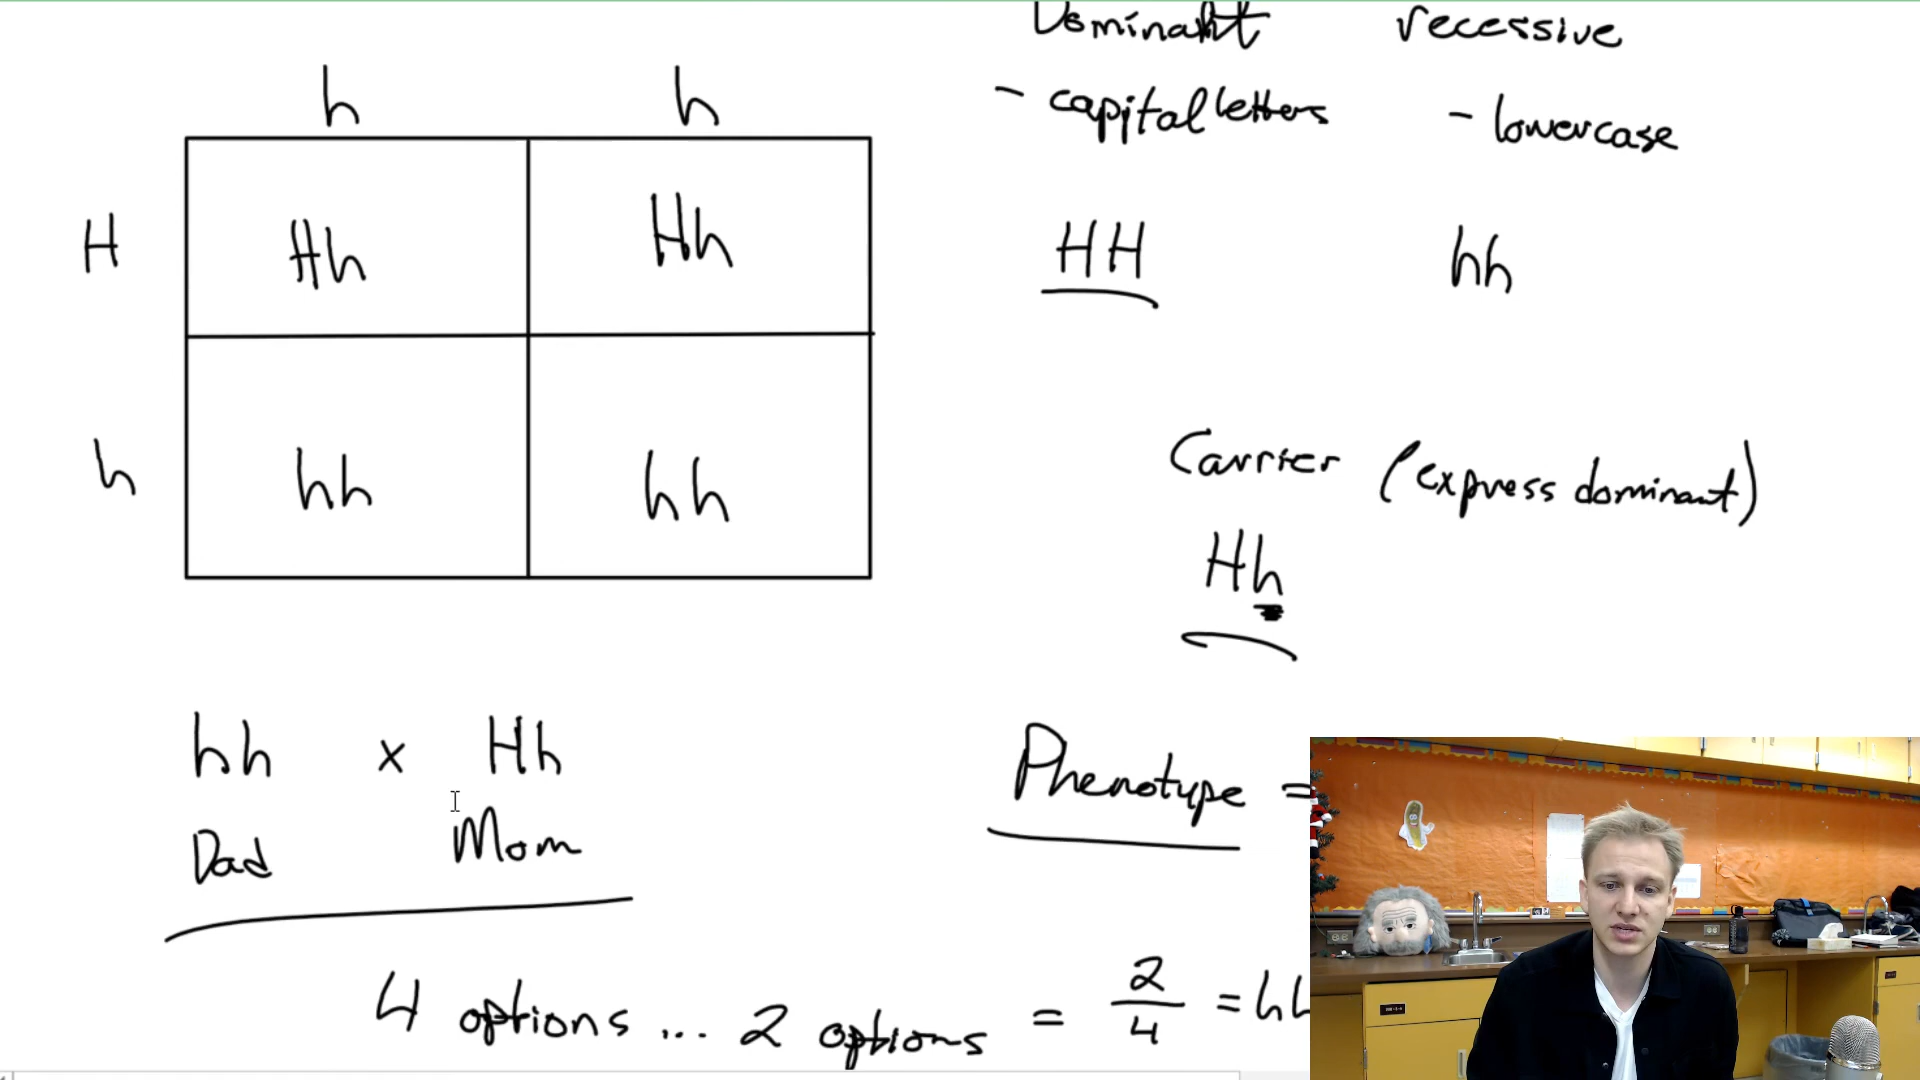 Dominant recessive
- capital letters - lowercase
h h
H Hh Hh
HH hh
h hh hh
Carrier (express dominant)
Hh
hh x Hh
Dad Mom
Phenotype =
4 options ... 2 options = 2/4 = hh